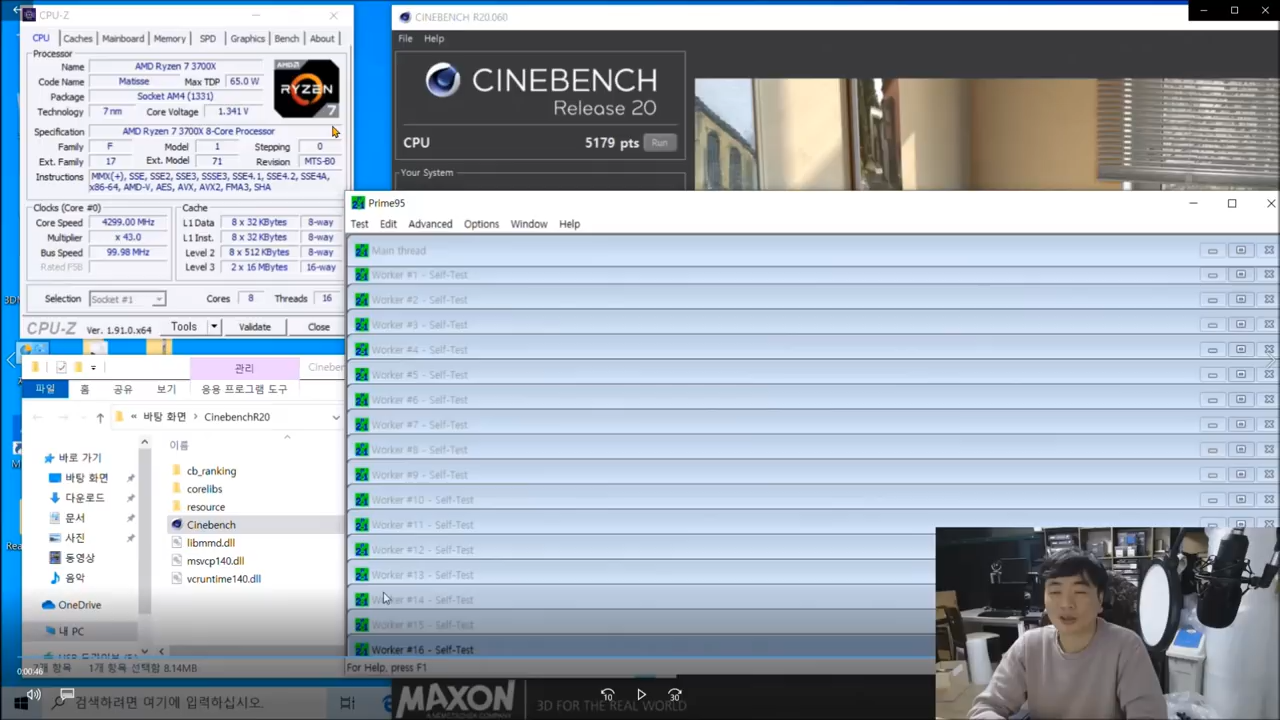 CPU-Z
CPU Caches Mainboard Memory SPD Graphics Bench About
Processor
Name AMD Ryzen 7 3700X
Code Name Matisse Max TDP 65.0 W
Package Socket AM4 (1331)
Technology 7 nm Core Voltage 1.341 V
AMD
RYZEN
7
Specification AMD Ryzen 7 3700X 8-Core Processor
Family F Model 1 Stepping 0
Ext. Family 17 Ext. Model 71 Revision MTS-B0
Instructions MMX(+), SSE, SSE2, SSE3, SSSE3, SSE4.1, SSE4.2, SSE4A,
x86-64, AMD-V, AES, AVX, AVX2, FMA3, SHA
Clocks (Core #0)
Core Speed 4299.00 MHz
Multiplier x 43.0
Bus Speed 99.98 MHz
Rated FSB
Cache
L1 Data 8 x 32 KBytes 8-way
L1 Inst. 8 x 32 KBytes 8-way
Level 2 8 x 512 KBytes 8-way
Level 3 2 x 16 MBytes 16-way
Selection Socket #1 Cores 8 Threads 16
CPU-Z Ver. 1.91.0.x64 Tools Validate Close
CINEBENCH R20.060
File Help
CINEBENCH
Release 20
CPU 5179 pts Run
Your System
Prime95
Test Edit Advanced Options Window Help
Main thread
Worker #1 - Self-Test
Worker #2 - Self-Test
Worker #3 - Self-Test
Worker #4 - Self-Test
Worker #5 - Self-Test
Worker #6 - Self-Test
Worker #7 - Self-Test
Worker #8 - Self-Test
Worker #9 - Self-Test
Worker #10 - Self-Test
Worker #11 - Self-Test
Worker #12 - Self-Test
Worker #13 - Self-Test
Worker #14 - Self-Test
Worker #15 - Self-Test
Worker #16 - Self-Test
For Help, press F1
관리
파일 홈 공유 보기 응용 프로그램 도구
« 바탕 화면 › CinebenchR20
이름
바로 가기
바탕 화면
다운로드
문서
사진
동영상
음악
OneDrive
내 PC
cb_ranking
corelibs
resource
Cinebench
libmmd.dll
msvcp140.dll
vcruntime140.dll
1개 항목 선택함 8.14MB
0:00:46
검색하려면 여기에 입력하십시오.
10
30
MAXON
3D FOR THE REAL WORLD